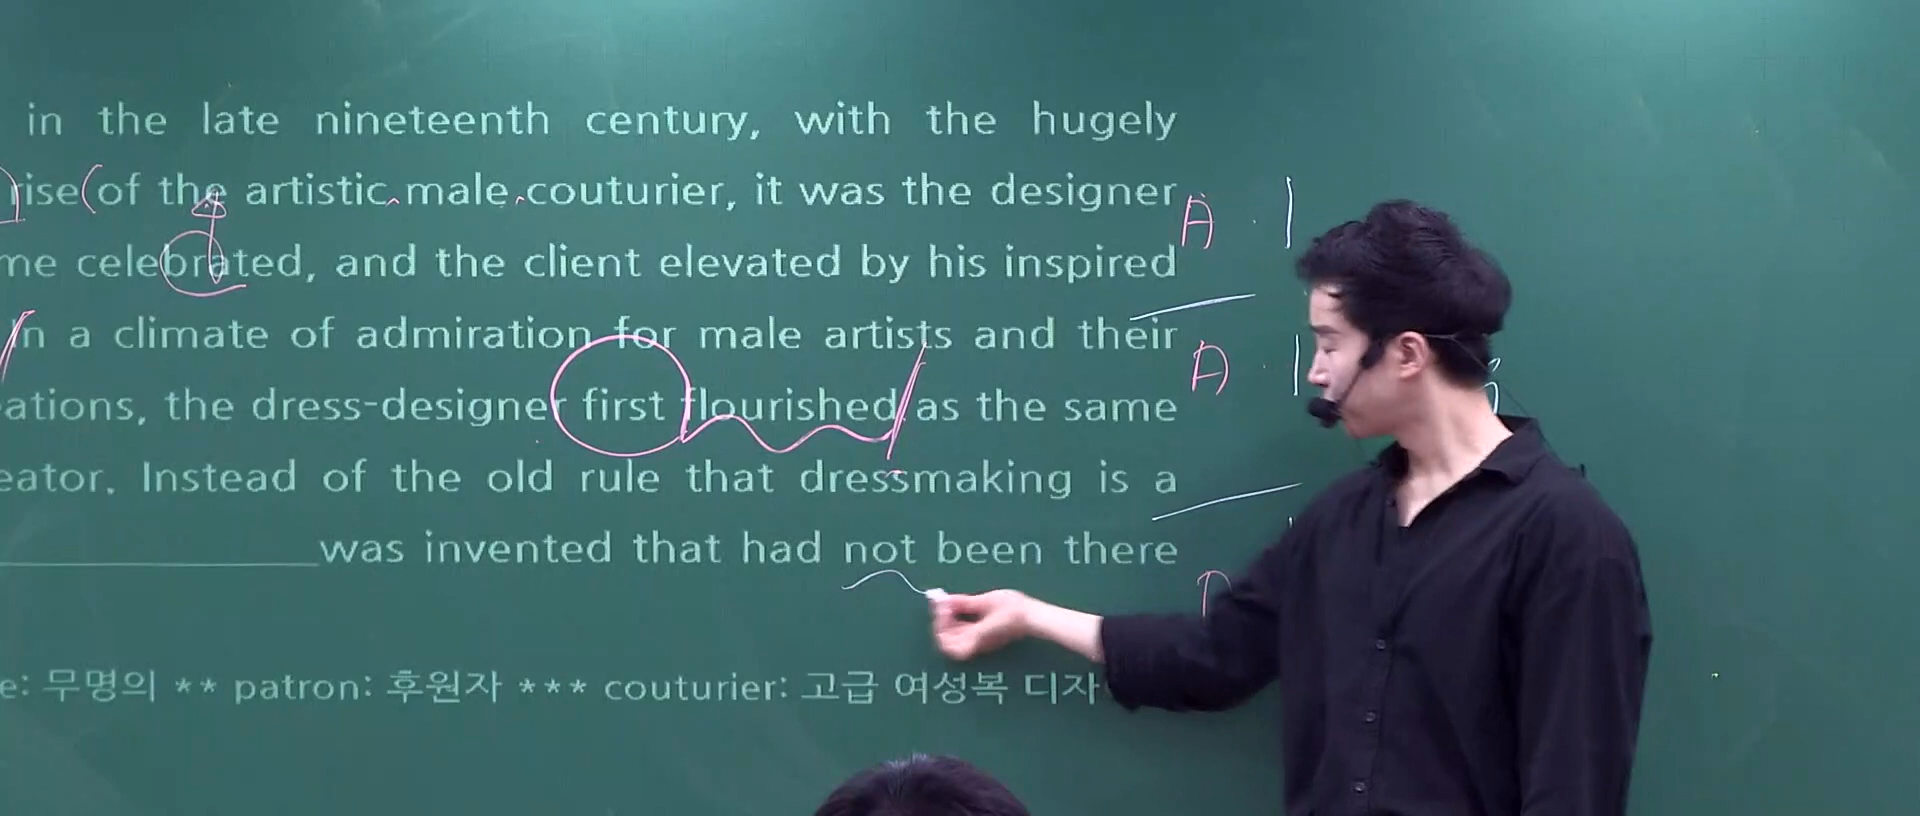 in the late nineteenth century, with the hugely
rise (of the artistic male couturier, it was the designer A · 1
me celebrated, and the client elevated by his inspired
In a climate of admiration for male artists and their
A · 1
ations, the dress-designer first flourished as the same
eator. Instead of the old rule that dressmaking is a
was invented that had not been there
e: 무명의 ** patron: 후원자 *** couturier: 고급 여성복 디자